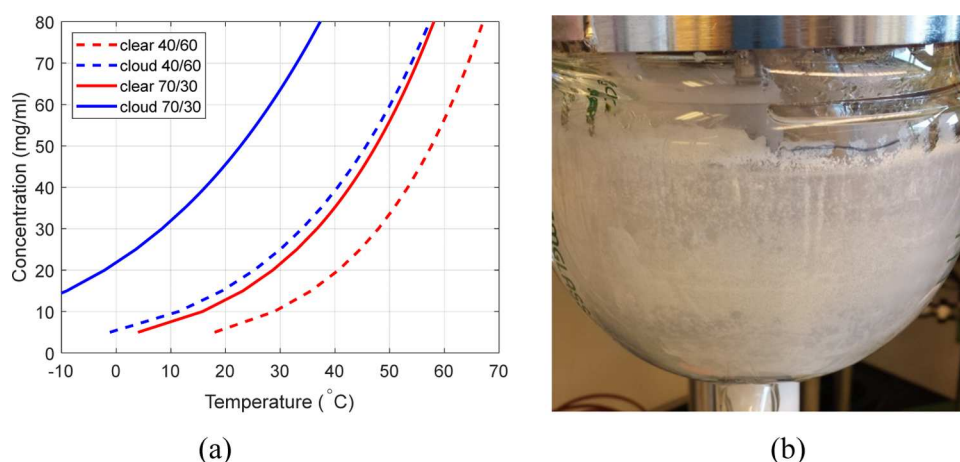 80
70
60
50
40
30
20
10
0
Concentration (mg/ml)
clear 40/60
cloud 40/60
clear 70/30
cloud 70/30
-10 0 10 20 30 40 50 60 70
Temperature (°C)
(a) (b)